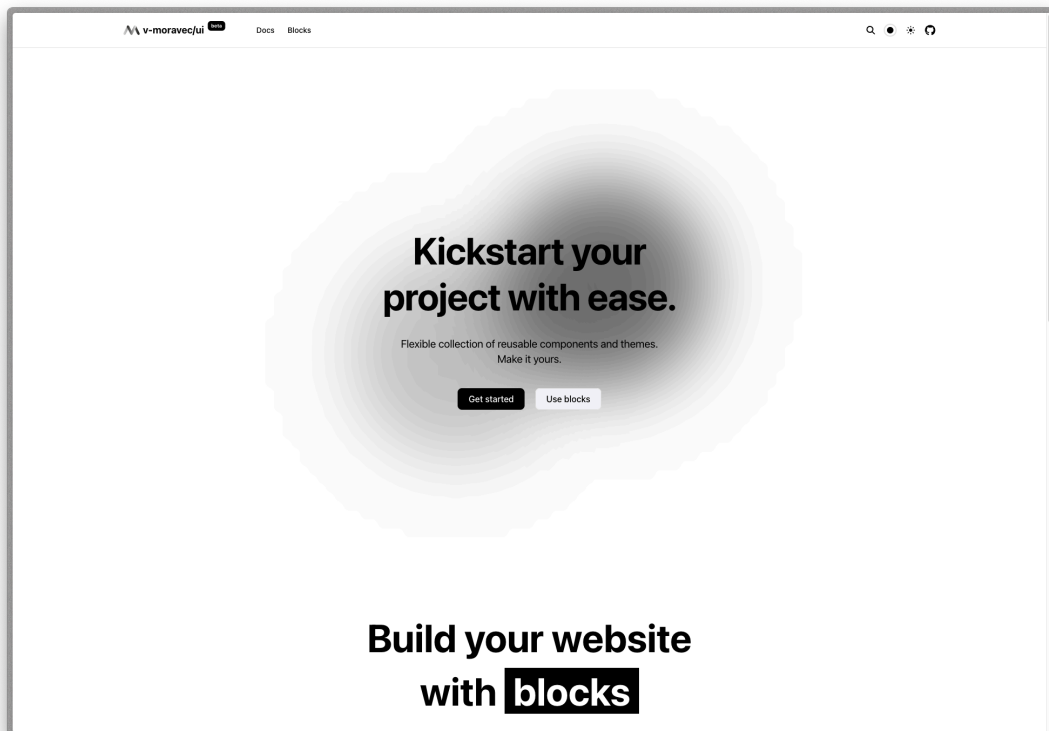 v-moravec/ui beta Docs Blocks
Kickstart your
project with ease.
Flexible collection of reusable components and themes.
Make it yours.
Get started Use blocks
Build your website
with blocks